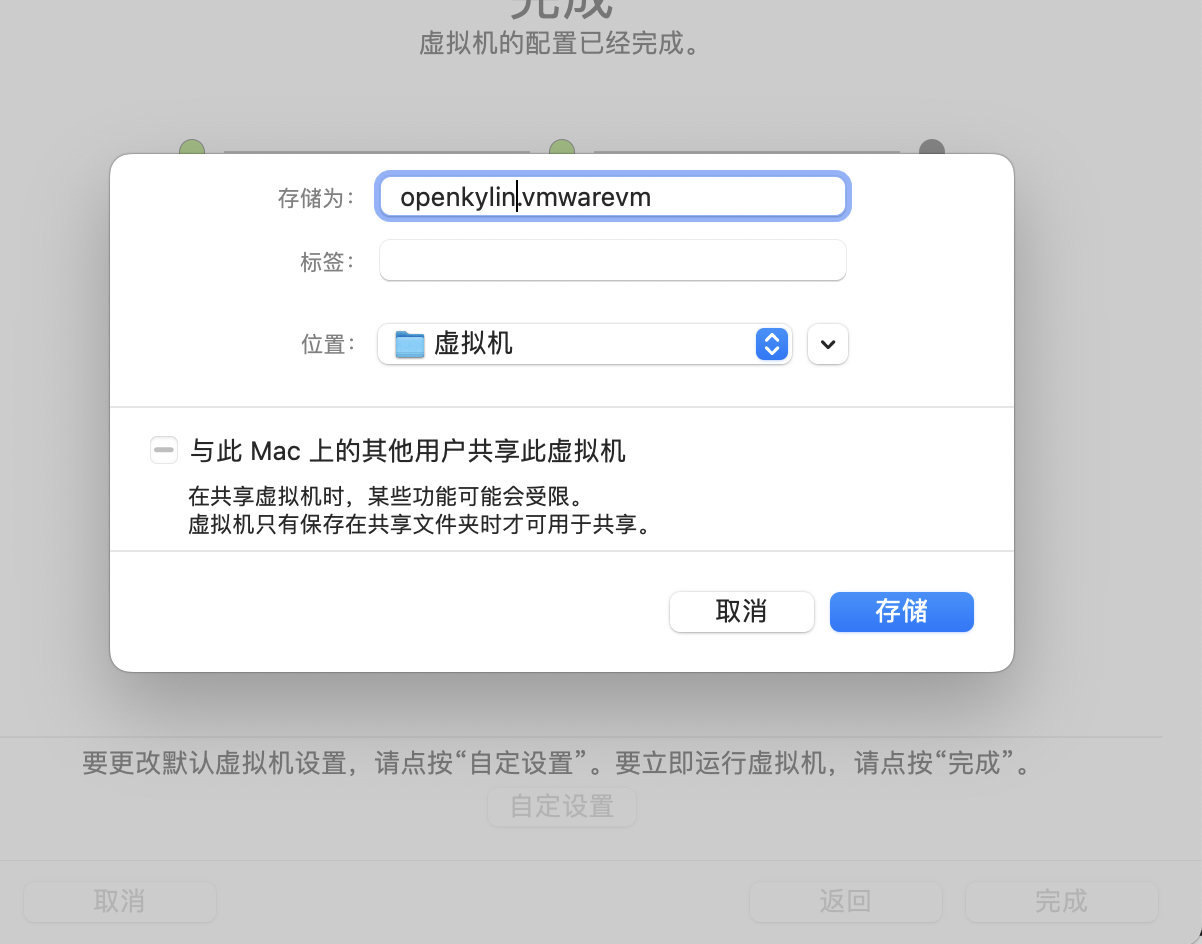 完成
虚拟机的配置已经完成。
存储为： openkylin.vmwarevm
标签：
位置： 虚拟机
与此 Mac 上的其他用户共享此虚拟机
在共享虚拟机时，某些功能可能会受限。
虚拟机只有保存在共享文件夹时才可用于共享。
取消 存储
要更改默认虚拟机设置，请点按“自定设置”。要立即运行虚拟机，请点按“完成”。
自定设置
取消 返回 完成